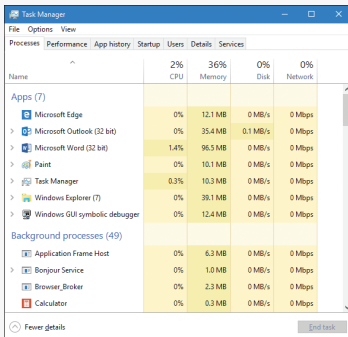 Task Manager
File Options View
Processes Performance App history Startup Users Details Services
2% 36% 0% 0%
Name CPU Memory Disk Network
Apps (7)
Microsoft Edge 0% 12.1 MB 0 MB/s 0 Mbps
Microsoft Outlook (32 bit) 0% 35.4 MB 0.1 MB/s 0 Mbps
Microsoft Word (32 bit) 1.4% 96.5 MB 0 MB/s 0 Mbps
Paint 0% 10.1 MB 0 MB/s 0 Mbps
Task Manager 0.3% 10.3 MB 0 MB/s 0 Mbps
Windows Explorer (7) 0% 39.1 MB 0 MB/s 0 Mbps
Windows GUI symbolic debugger 0% 12.4 MB 0 MB/s 0 Mbps
Background processes (49)
Application Frame Host 0% 6.3 MB 0 MB/s 0 Mbps
Bonjour Service 0% 1.0 MB 0 MB/s 0 Mbps
Browser_Broker 0% 2.3 MB 0 MB/s 0 Mbps
Calculator 0% 0.3 MB 0 MB/s 0 Mbps
Fewer details End task